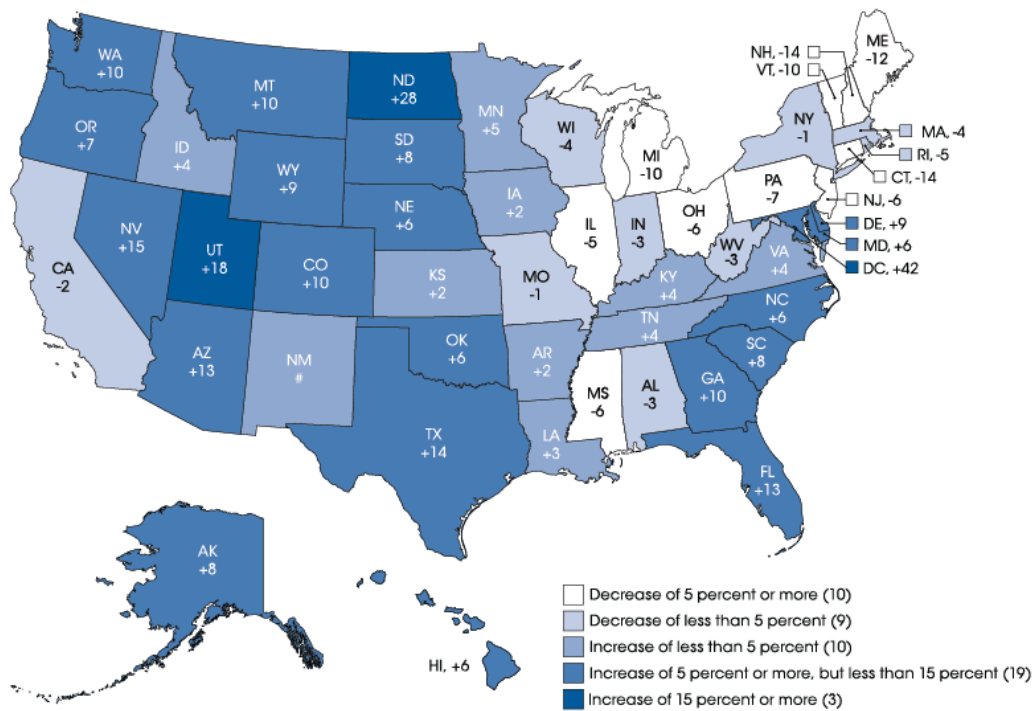 WA
+10
OR
+7
CA
-2
ID
+4
NV
+15
MT
+10
WY
+9
UT
+18
AZ
+13
CO
+10
NM
#
ND
+28
SD
+8
NE
+6
KS
+2
OK
+6
TX
+14
MN
+5
IA
+2
MO
-1
AR
+2
LA
+3
WI
-4
IL
-5
MI
-10
IN
-3
OH
-6
KY
+4
TN
+4
MS
-6
AL
-3
GA
+10
FL
+13
SC
+8
NC
+6
VA
+4
WV
-3
PA
-7
NY
-1
ME
-12
NH, -14
VT, -10
MA, -4
RI, -5
CT, -14
NJ, -6
DE, +9
MD, +6
DC, +42
AK
+8
HI, +6
Decrease of 5 percent or more (10)
Decrease of less than 5 percent (9)
Increase of less than 5 percent (10)
Increase of 5 percent or more, but less than 15 percent (19)
Increase of 15 percent or more (3)